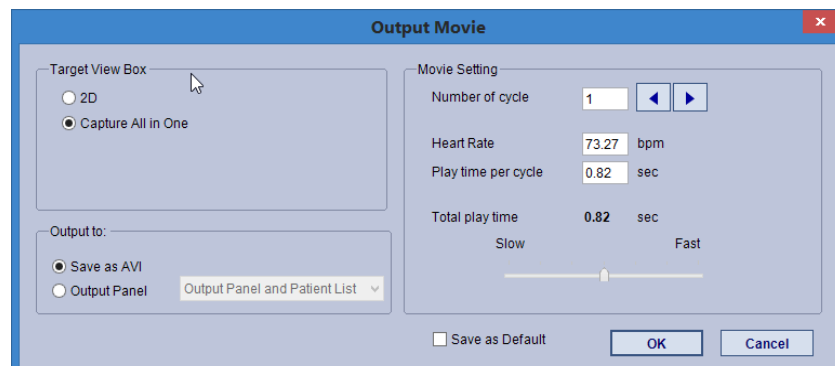 Output Movie
x
Target View Box
2D
Capture All in One
Output to:
Save as AVI
Output Panel
Output Panel and Patient List
Movie Setting
Number of cycle 1
Heart Rate 73.27 bpm
Play time per cycle 0.82 sec
Total play time 0.82 sec
Slow Fast
Save as Default
OK Cancel